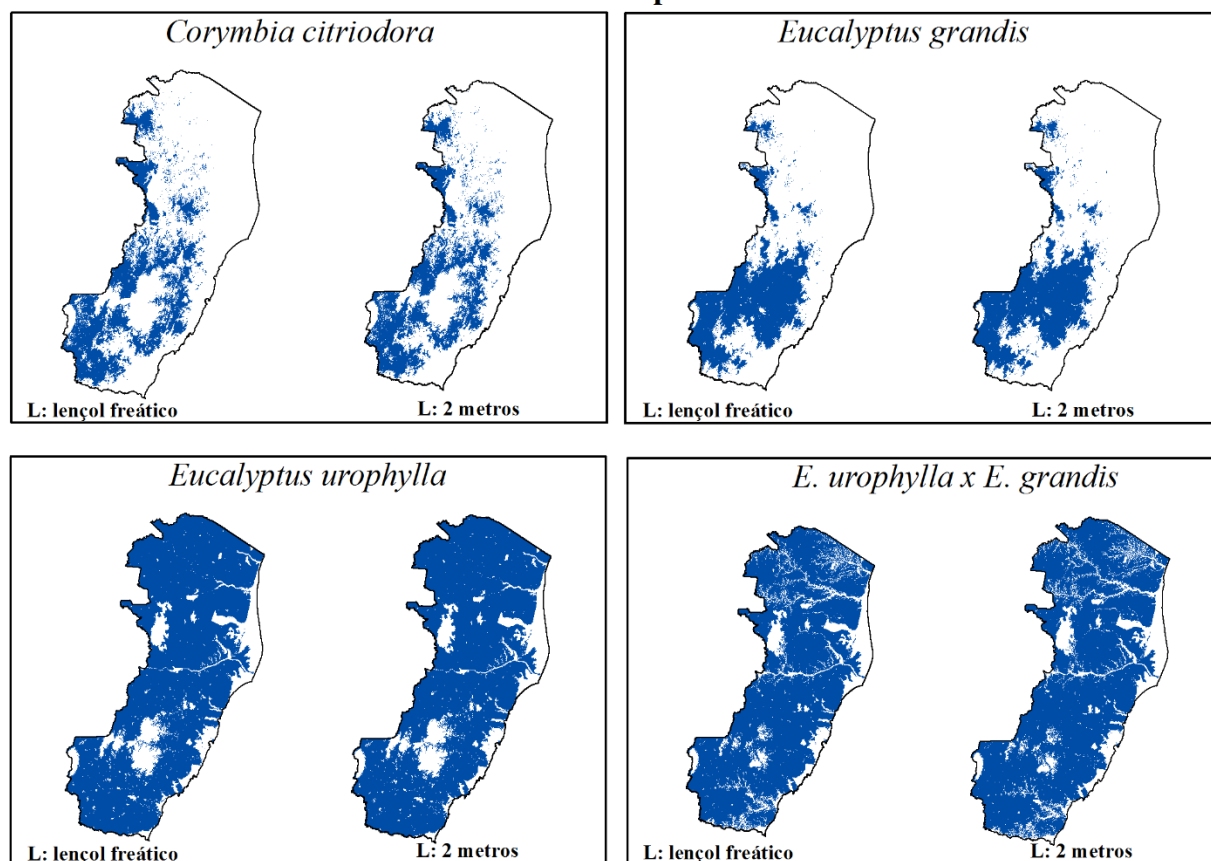 Corymbia citriodora
Eucalyptus grandis
L: lençol freático
L: 2 metros
L: lençol freático
L: 2 metros
Eucalyptus urophylla
E. urophylla x E. grandis
L: lençol freático
L: 2 metros
L: lençol freático
L: 2 metros